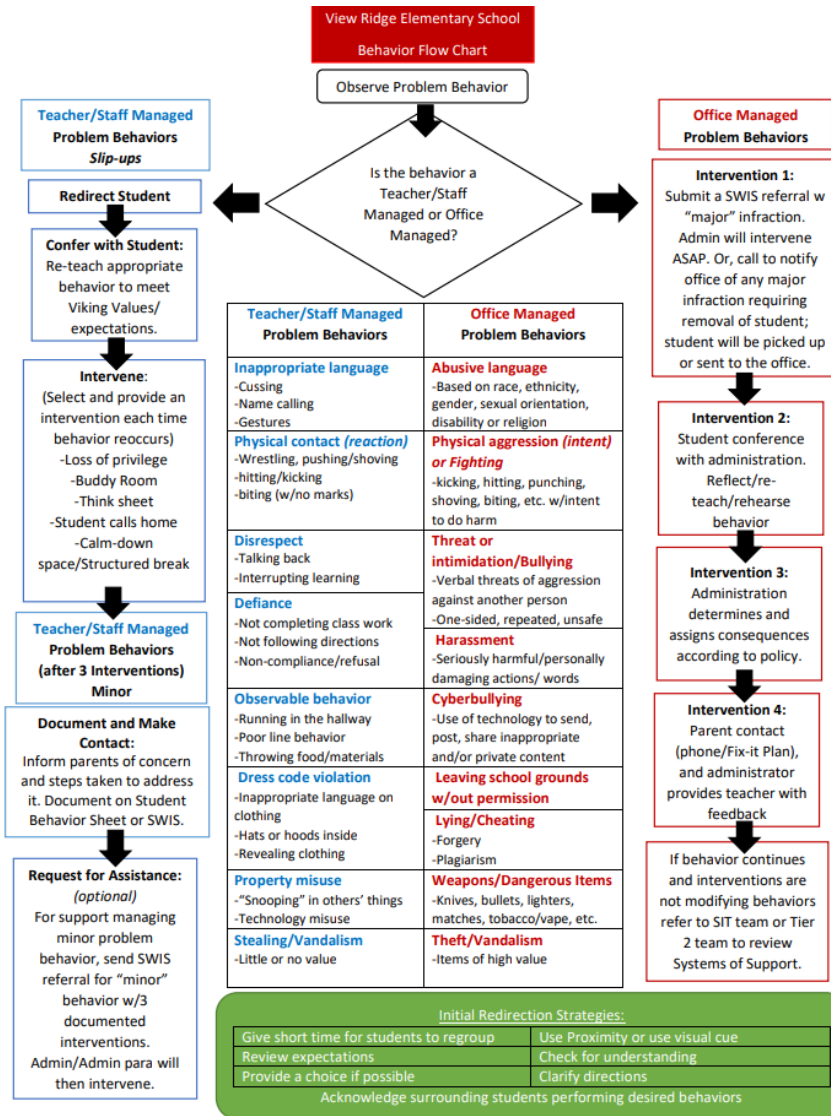 View Ridge Elementary School
Behavior Flow Chart
Observe Problem Behavior
Is the behavior a
Teacher/Staff
Managed or Office
Managed?
Teacher/Staff Managed
Problem Behaviors
Slip-ups
Redirect Student
Confer with Student:
Re-teach appropriate
behavior to meet
Viking Values/
expectations.
Intervene:
(Select and provide an
intervention each time
behavior reoccurs)
-Loss of privilege
-Buddy Room
-Think sheet
-Student calls home
-Calm-down
space/Structured break
Teacher/Staff Managed
Problem Behaviors
(after 3 Interventions)
Minor
Document and Make
Contact:
Inform parents of concern
and steps taken to address
it. Document on Student
Behavior Sheet or SWIS.
Request for Assistance:
(optional)
For support managing
minor problem
behavior, send SWIS
referral for “minor”
behavior w/3
documented
interventions.
Admin/Admin para will
then intervene.
Teacher/Staff Managed
Problem Behaviors
Office Managed
Problem Behaviors
Inappropriate language
-Cussing
-Name calling
-Gestures
Abusive language
-Based on race, ethnicity,
gender, sexual orientation,
disability or religion
Physical contact (reaction)
-Wrestling, pushing/shoving
-hitting/kicking
-biting (w/no marks)
Physical aggression (intent)
or Fighting
-kicking, hitting, punching,
shoving, biting, etc. w/intent
to do harm
Disrespect
-Talking back
-Interrupting learning
Threat or
intimidation/Bullying
-Verbal threats of aggression
against another person
-One-sided, repeated, unsafe
Defiance
-Not completing class work
-Not following directions
-Non-compliance/refusal
Harassment
-Seriously harmful/personally
damaging actions/ words
Observable behavior
-Running in the hallway
-Poor line behavior
-Throwing food/materials
Cyberbullying
-Use of technology to send,
post, share inappropriate
and/or private content
Dress code violation
-Inappropriate language on
clothing
-Hats or hoods inside
-Revealing clothing
Leaving school grounds
w/out permission
Lying/Cheating
-Forgery
-Plagiarism
Property misuse
-“Snooping” in others’ things
-Technology misuse
Weapons/Dangerous Items
-Knives, bullets, lighters,
matches, tobacco/vape, etc.
Stealing/Vandalism
-Little or no value
Theft/Vandalism
-Items of high value
Office Managed
Problem Behaviors
Intervention 1:
Submit a SWIS referral w
“major” infraction.
Admin will intervene
ASAP. Or, call to notify
office of any major
infraction requiring
removal of student;
student will be picked up
or sent to the office.
Intervention 2:
Student conference
with administration.
Reflect/re-
teach/rehearse
behavior
Intervention 3:
Administration
determines and
assigns consequences
according to policy.
Intervention 4:
Parent contact
(phone/Fix-it Plan),
and administrator
provides teacher with
feedback
If behavior continues
and interventions are
not modifying behaviors
refer to SIT team or Tier
2 team to review
Systems of Support.
Initial Redirection Strategies:
Give short time for students to regroup
Use Proximity or use visual cue
Review expectations
Check for understanding
Provide a choice if possible
Clarify directions
Acknowledge surrounding students performing desired behaviors